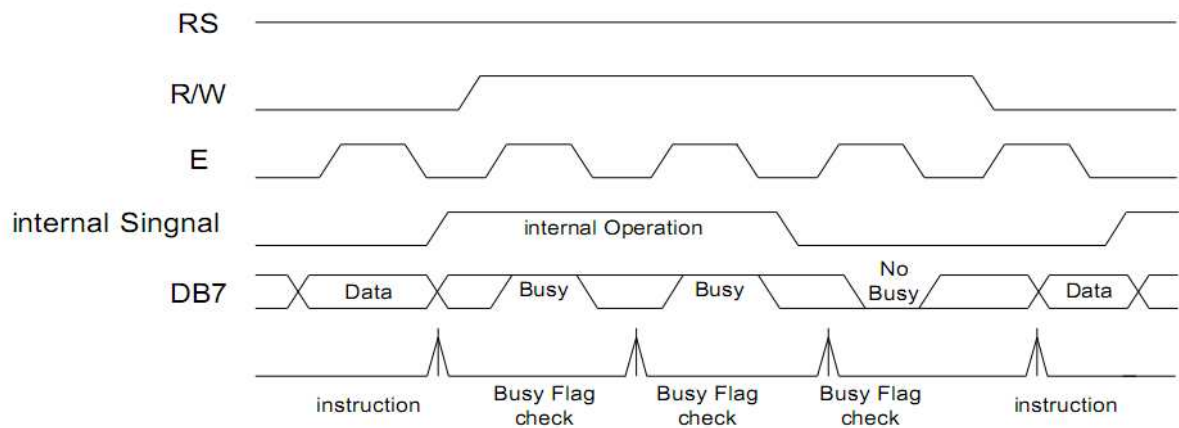 RS
R/W
E
internal Singnal
internal Operation
DB7
Data
Busy
Busy
No
Busy
Data
instruction
Busy Flag
check
Busy Flag
check
Busy Flag
check
instruction